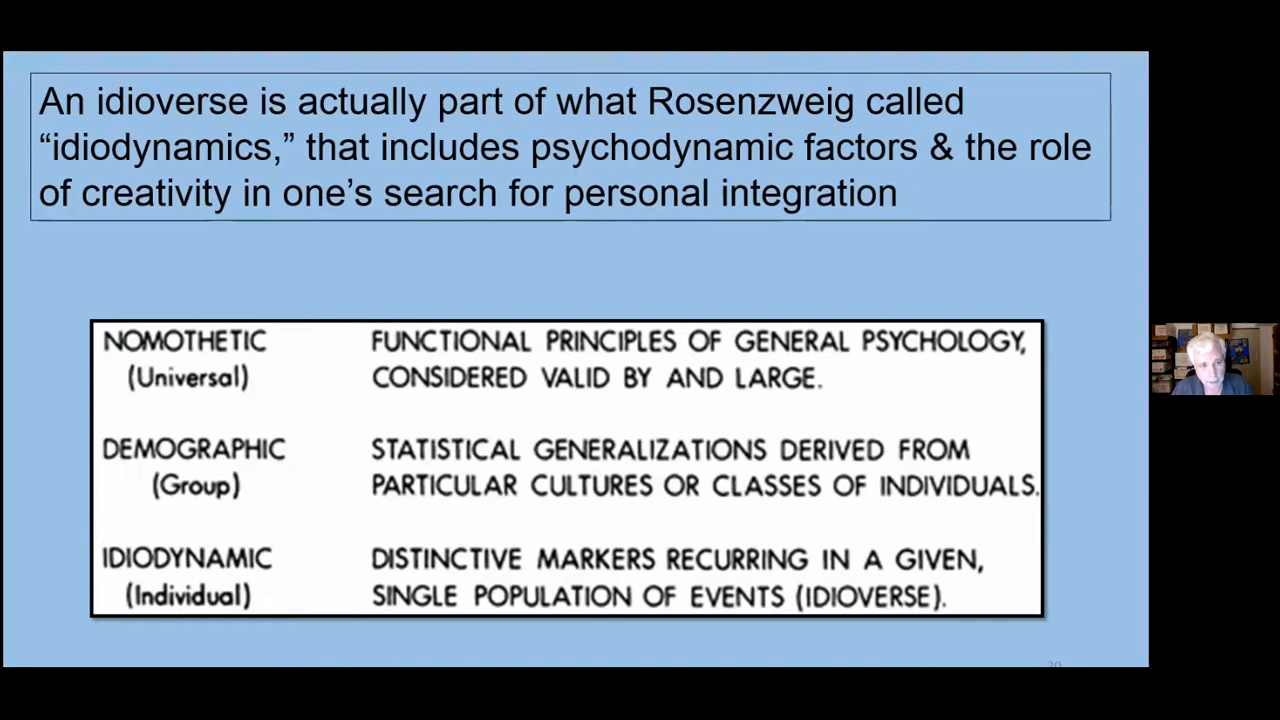 An idioverse is actually part of what Rosenzweig called
“idiodynamics,” that includes psychodynamic factors & the role
of creativity in one’s search for personal integration
NOMOTHETIC FUNCTIONAL PRINCIPLES OF GENERAL PSYCHOLOGY,
(Universal) CONSIDERED VALID BY AND LARGE.
DEMOGRAPHIC STATISTICAL GENERALIZATIONS DERIVED FROM
(Group) PARTICULAR CULTURES OR CLASSES OF INDIVIDUALS.
IDIODYNAMIC DISTINCTIVE MARKERS RECURRING IN A GIVEN,
(Individual) SINGLE POPULATION OF EVENTS (IDIOVERSE).